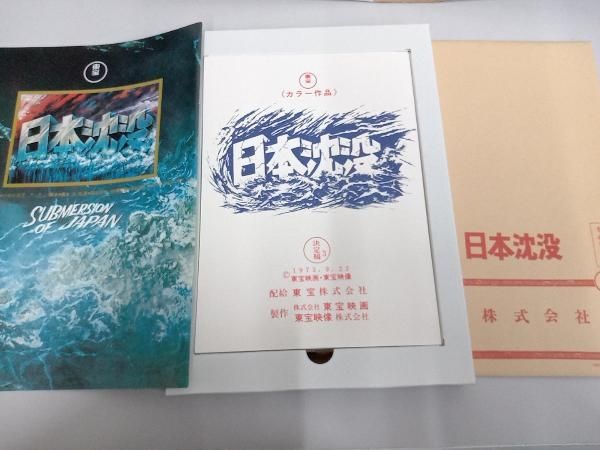 東宝
日本沈没
SUBMERSION
OF JAPAN
東宝
(カラー作品)
日本沈没
決定稿
3
1973.9.22
©東宝映画・東宝映像
配給 東宝株式会社
製作 株式会社 東宝映画
東宝映像 株式会社
日本沈没
株式会社